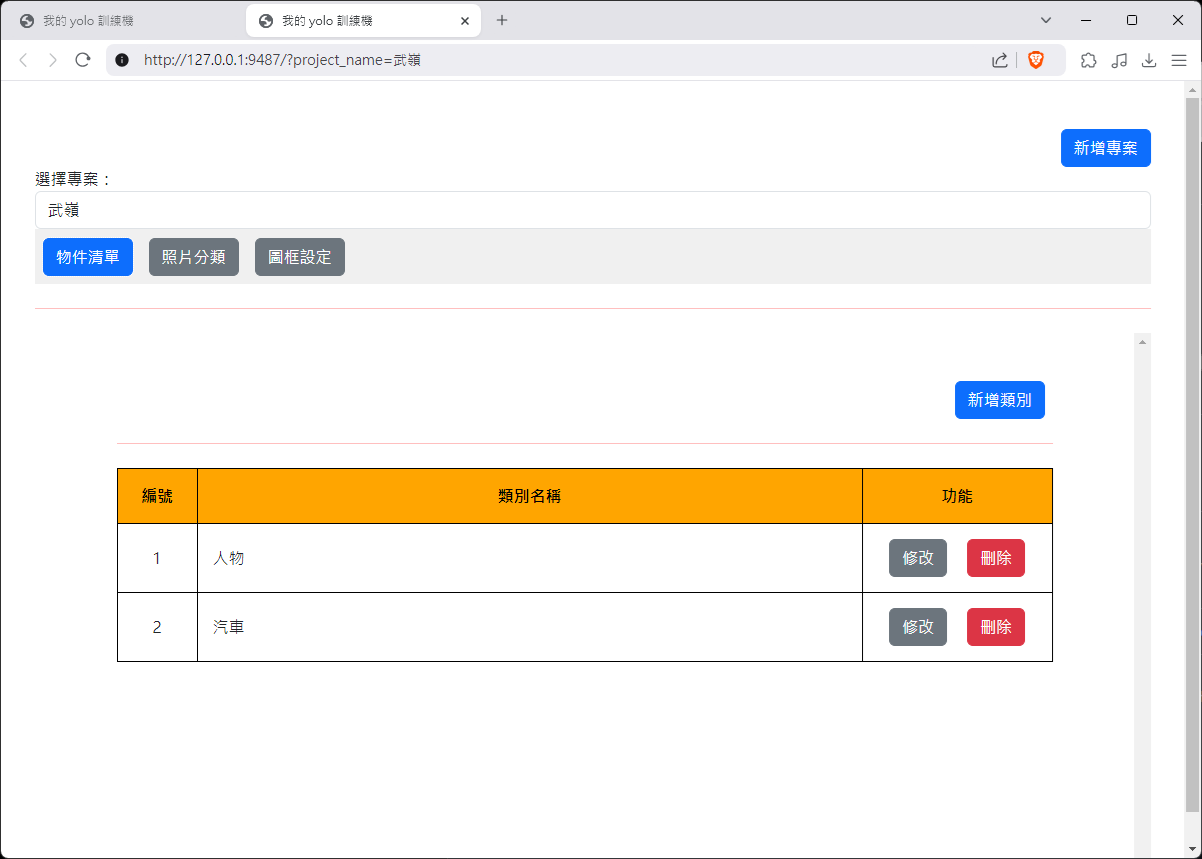 我的 yolo 訓練機
我的 yolo 訓練機
http://127.0.0.1:9487/?project_name=武嶺
新增專案
選擇專案：
武嶺
物件清單 照片分類 圖框設定
新增類別
編號 類別名稱 功能
1 人物 修改 刪除
2 汽車 修改 刪除